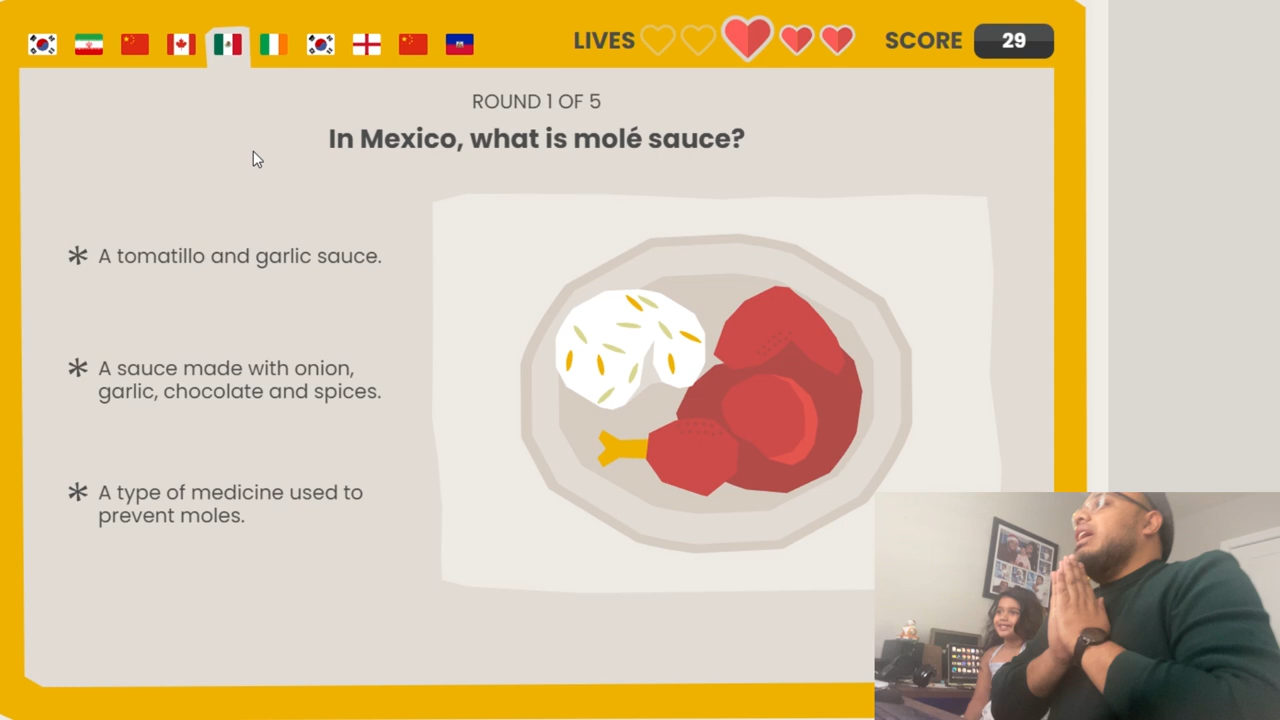 LIVES
SCORE
29
ROUND 1 OF 5
In Mexico, what is molé sauce?
* A tomatillo and garlic sauce.
* A sauce made with onion,
garlic, chocolate and spices.
* A type of medicine used to
prevent moles.